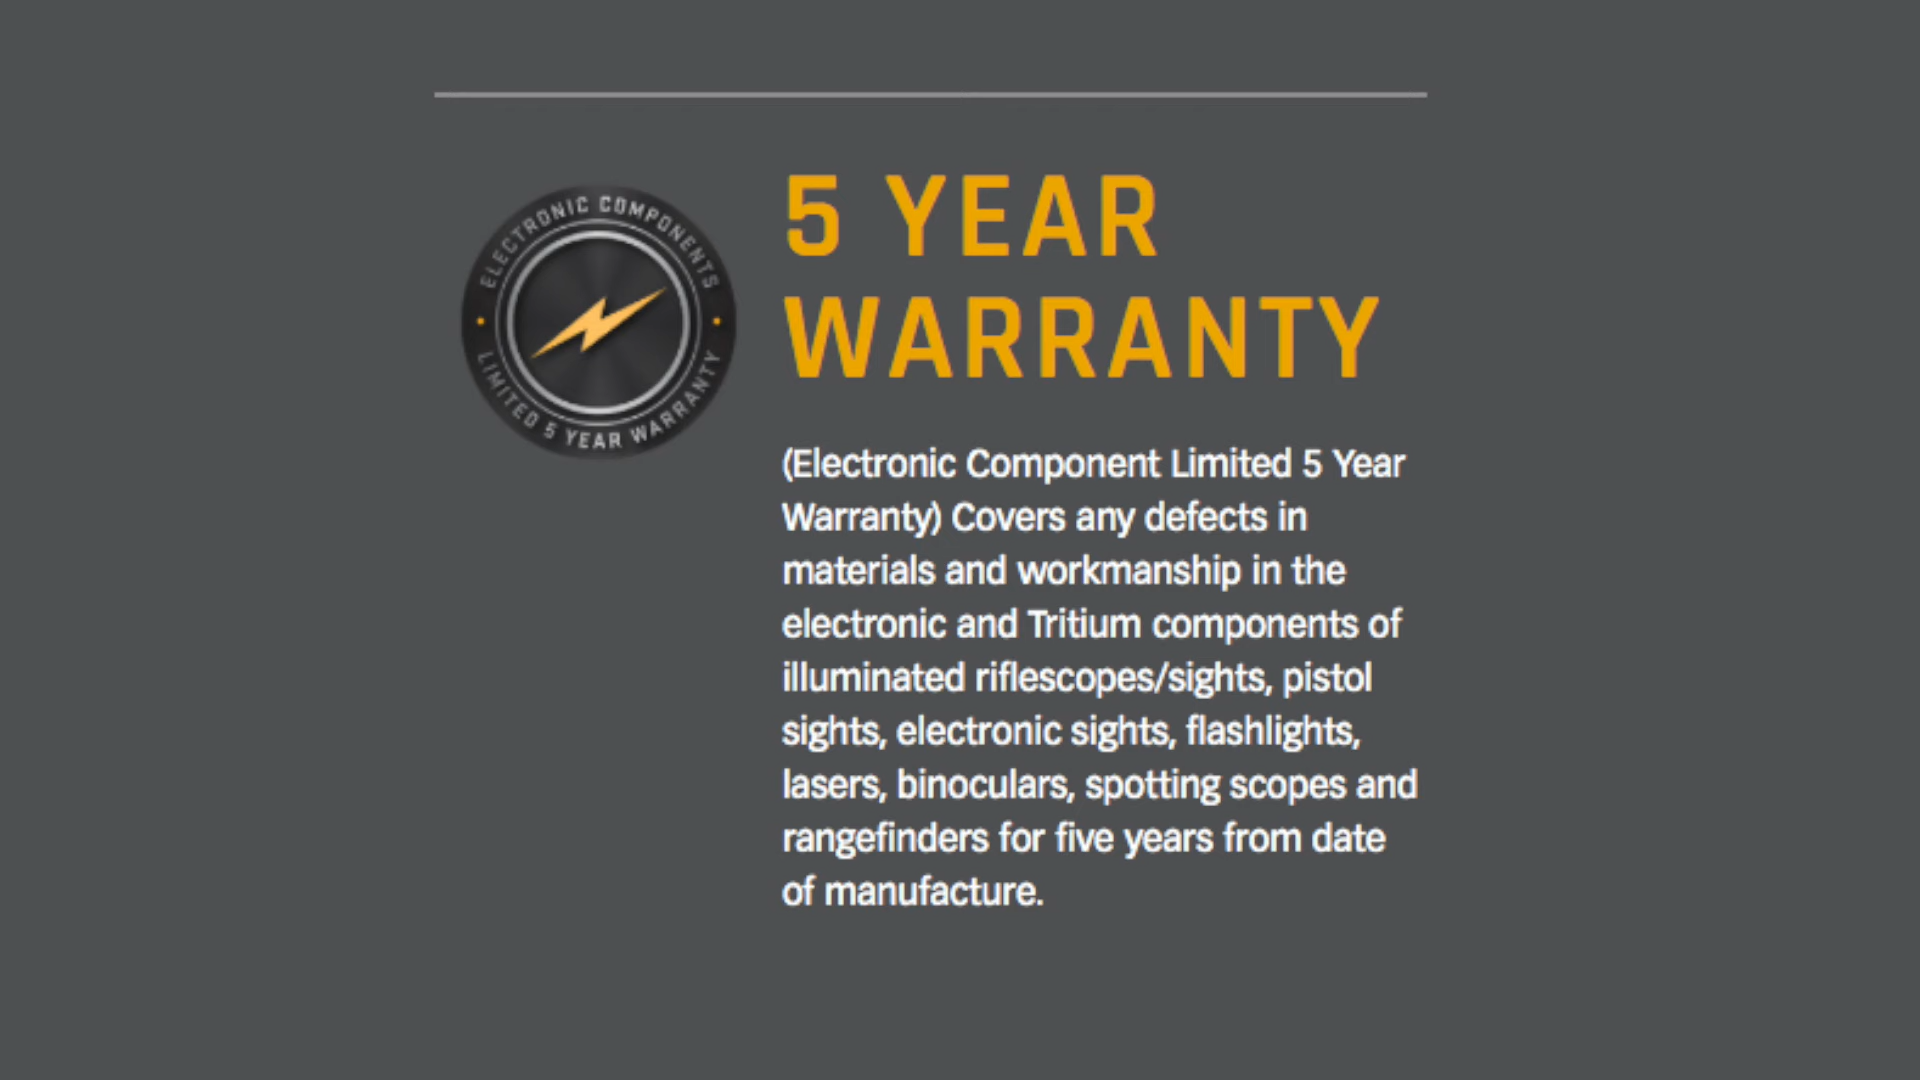 ELECTRONIC COMPONENTS
LIMITED 5 YEAR WARRANTY
5 YEAR
WARRANTY
(Electronic Component Limited 5 Year
Warranty) Covers any defects in
materials and workmanship in the
electronic and Tritium components of
illuminated riflescopes/sights, pistol
sights, electronic sights, flashlights,
lasers, binoculars, spotting scopes and
rangefinders for five years from date
of manufacture.